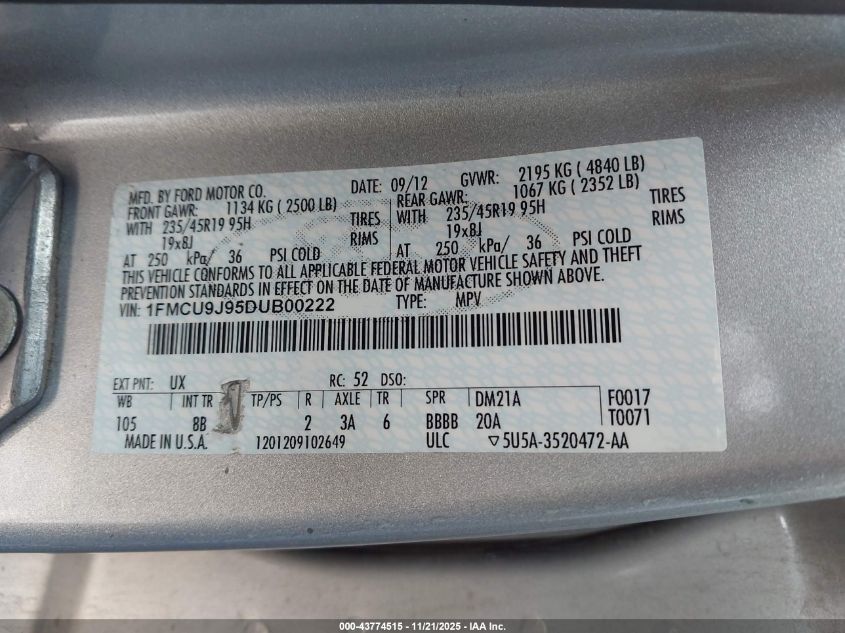 MFD. BY FORD MOTOR CO. DATE: 09/12 GVWR: 2195 KG ( 4840 LB)
FRONT GAWR: 1134 KG ( 2500 LB) REAR GAWR: 1067 KG ( 2352 LB)
WITH 235/45R19 95H TIRES WITH 235/45R19 95H TIRES
19x8J RIMS 19x8J RIMS
AT 250 kPa/ 36 PSI COLD AT 250 kPa/ 36 PSI COLD
THIS VEHICLE CONFORMS TO ALL APPLICABLE FEDERAL MOTOR VEHICLE SAFETY AND THEFT
PREVENTION STANDARDS IN EFFECT ON THE DATE OF MANUFACTURE SHOWN ABOVE.
VIN: 1FMCU9J95DUB00222 TYPE: MPV
EXT PNT: UX RC: 52 DSO:
WB INT TR TP/PS R AXLE TR SPR DM21A F0017
105 BB 2 3A 6 BBBB 20A T0071
MADE IN U.S.A. 1201209102649 ULC ▽5U5A-3520472-AA
000-43774515 - 11/21/2025 - IAA Inc.